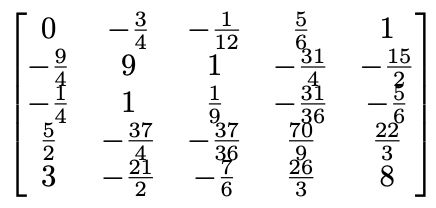 0 -3/4 -1/12 5/6 1
-9/4 9 1 -31/4 -15/2
-1/4 1 1/9 -31/36 -5/6
5/2 -37/4 -37/36 70/9 22/3
3 -21/2 -7/6 26/3 8